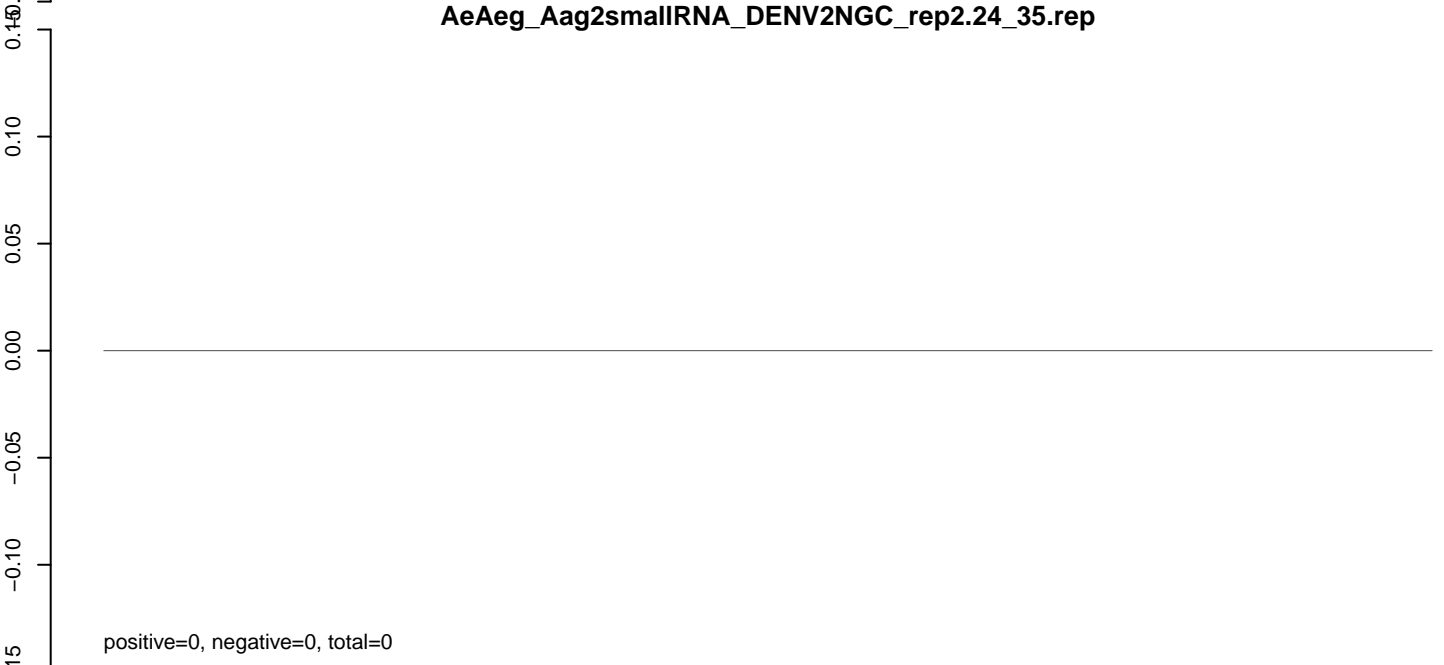 AeAeg_Aag2smallRNA_DENV2NGC_rep2.24_35.rep
0.10
0.05
0.00
−0.05
−0.10
positive=0, negative=0, total=0